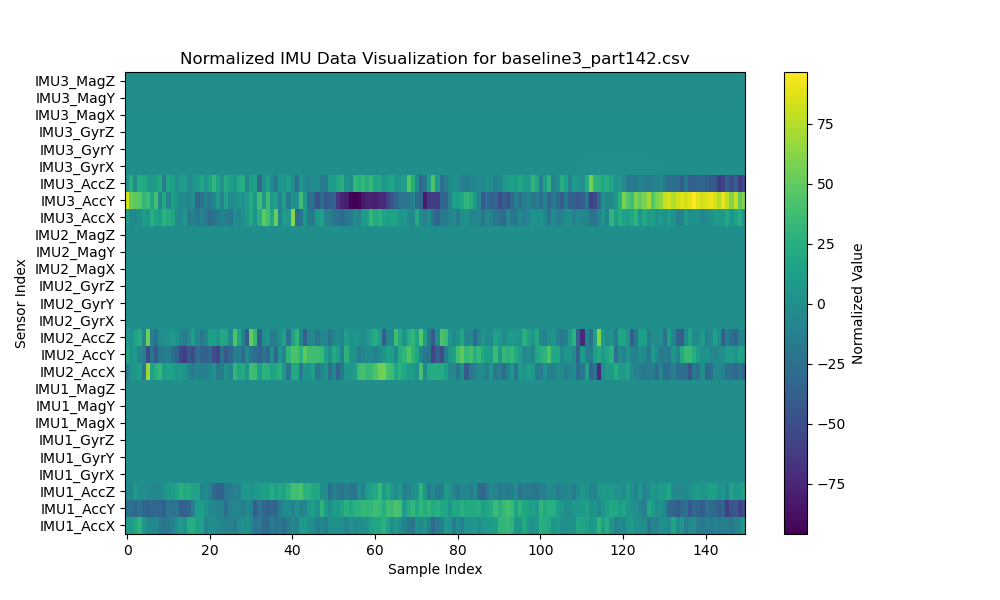 Normalized IMU Data Visualization for baseline3_part142.csv
IMU3_MagZ
IMU3_MagY
IMU3_MagX
IMU3_GyrZ
IMU3_GyrY
IMU3_GyrX
IMU3_AccZ
IMU3_AccY
IMU3_AccX
IMU2_MagZ
IMU2_MagY
IMU2_MagX
IMU2_GyrZ
IMU2_GyrY
IMU2_GyrX
IMU2_AccZ
IMU2_AccY
IMU2_AccX
IMU1_MagZ
IMU1_MagY
IMU1_MagX
IMU1_GyrZ
IMU1_GyrY
IMU1_GyrX
IMU1_AccZ
IMU1_AccY
IMU1_AccX
Sensor Index
0 20 40 60 80 100 120 140
Sample Index
75
50
25
0
−25
−50
−75
Normalized Value